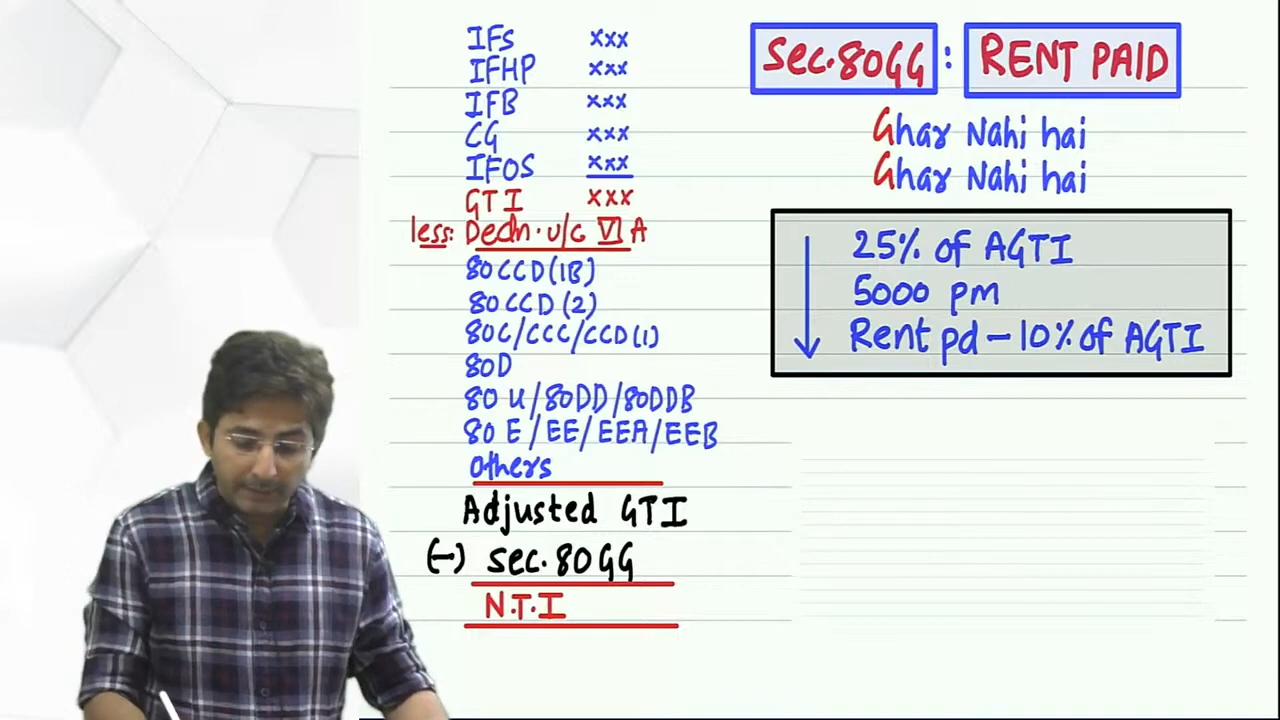 IFS xxx
IFHP xxx
IFB xxx
CG xxx
IFOS xxx
GTI xxx
less: Dedn. u/c VI A
80CCD(1B)
80CCD(2)
80C/CCC/CCD(1)
80D
80 U/80DD/80DDB
80 E/EE/EEA/EEB
Others
Adjusted GTI
(-) Sec.80GG
N.T.I
Sec.80GG : RENT PAID
Ghar Nahi hai
Ghar Nahi hai
25% of AGTI
5000 pm
Rent pd - 10% of AGTI